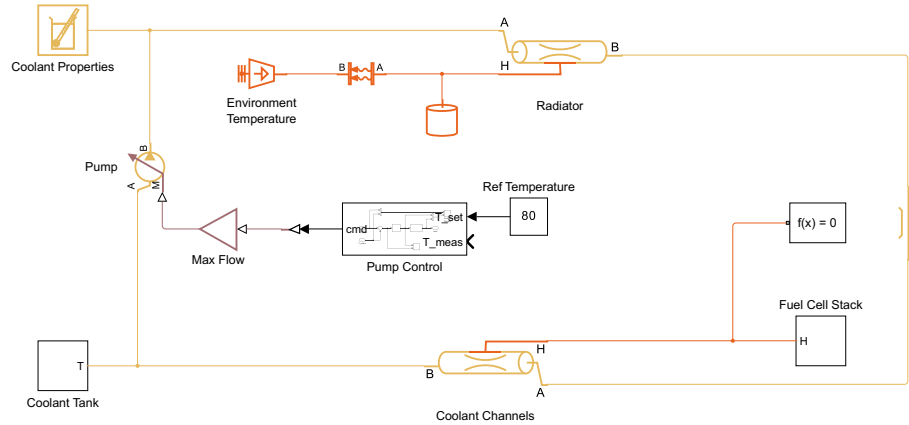 A
B
Coolant Properties
B
A
H
Environment
Temperature
Radiator
B
Pump
A
M
Ref Temperature
80
T_set
cmd
T_meas
f(x) = 0
Max Flow
Pump Control
Fuel Cell Stack
T
H
H
B
A
Coolant Tank
Coolant Channels